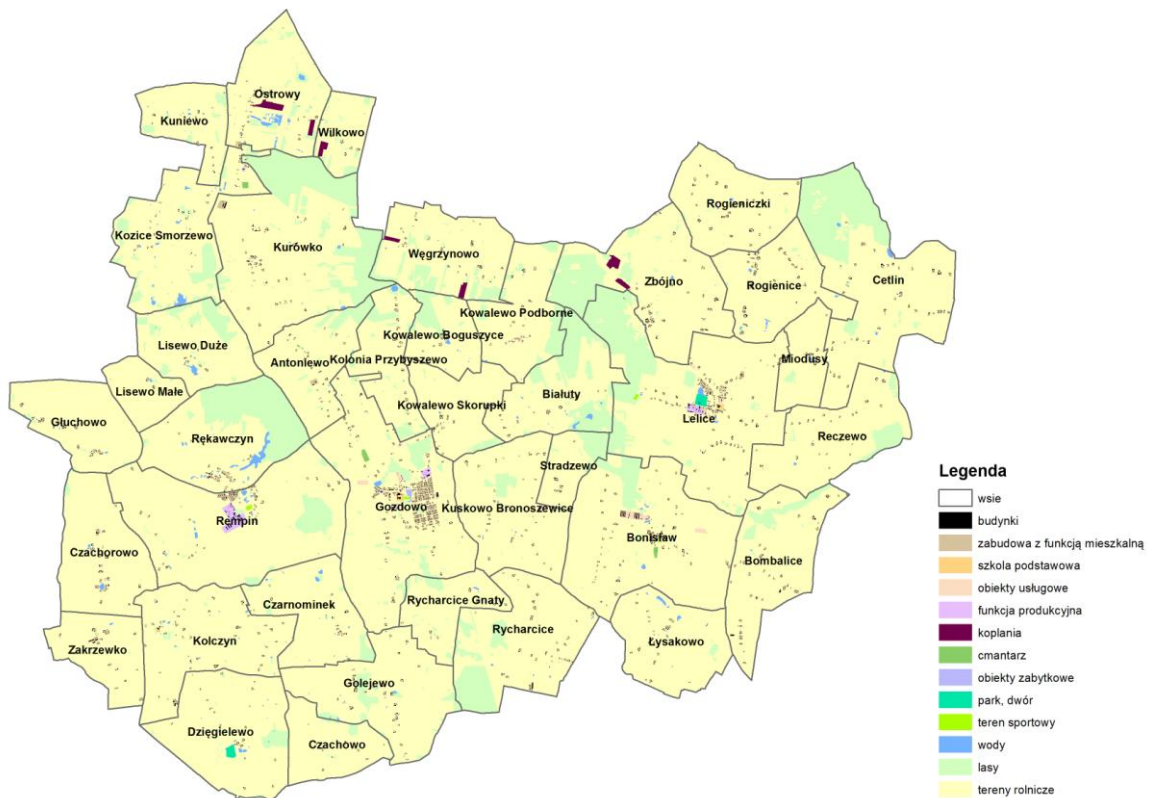 Ostrowy
Kuniewo
Wilkowo
Rogieniczki
Kozice Smorzewo
Kurówko
Węgrzynowo
Zbójno
Rogienice
Cetlin
Kowalewo Podborne
Lisewo Duże
Antoniewo
Kowalewo Boguszyce
Kolonia Przybyszewo
Miodusy
Lisewo Małe
Kowalewo Skorupki
Białuty
Głuchowo
Rękawczyn
Lelice
Reczewo
Stradzewo
Rempin
Gozdowo
Kuskowo Bronoszewice
Bonisław
Czachorowo
Bombalice
Czarnominek
Rycharcice Gnaty
Zakrzewko
Kolczyn
Rycharcice
Łysakowo
Golejewo
Dzięgielewo
Czachowo
Legenda
wsie
budynki
zabudowa z funkcją mieszkalną
szkola podstawowa
obiekty usługowe
funkcja produkcyjna
koplania
cmantarz
obiekty zabytkowe
park, dwór
teren sportowy
wody
lasy
tereny rolnicze